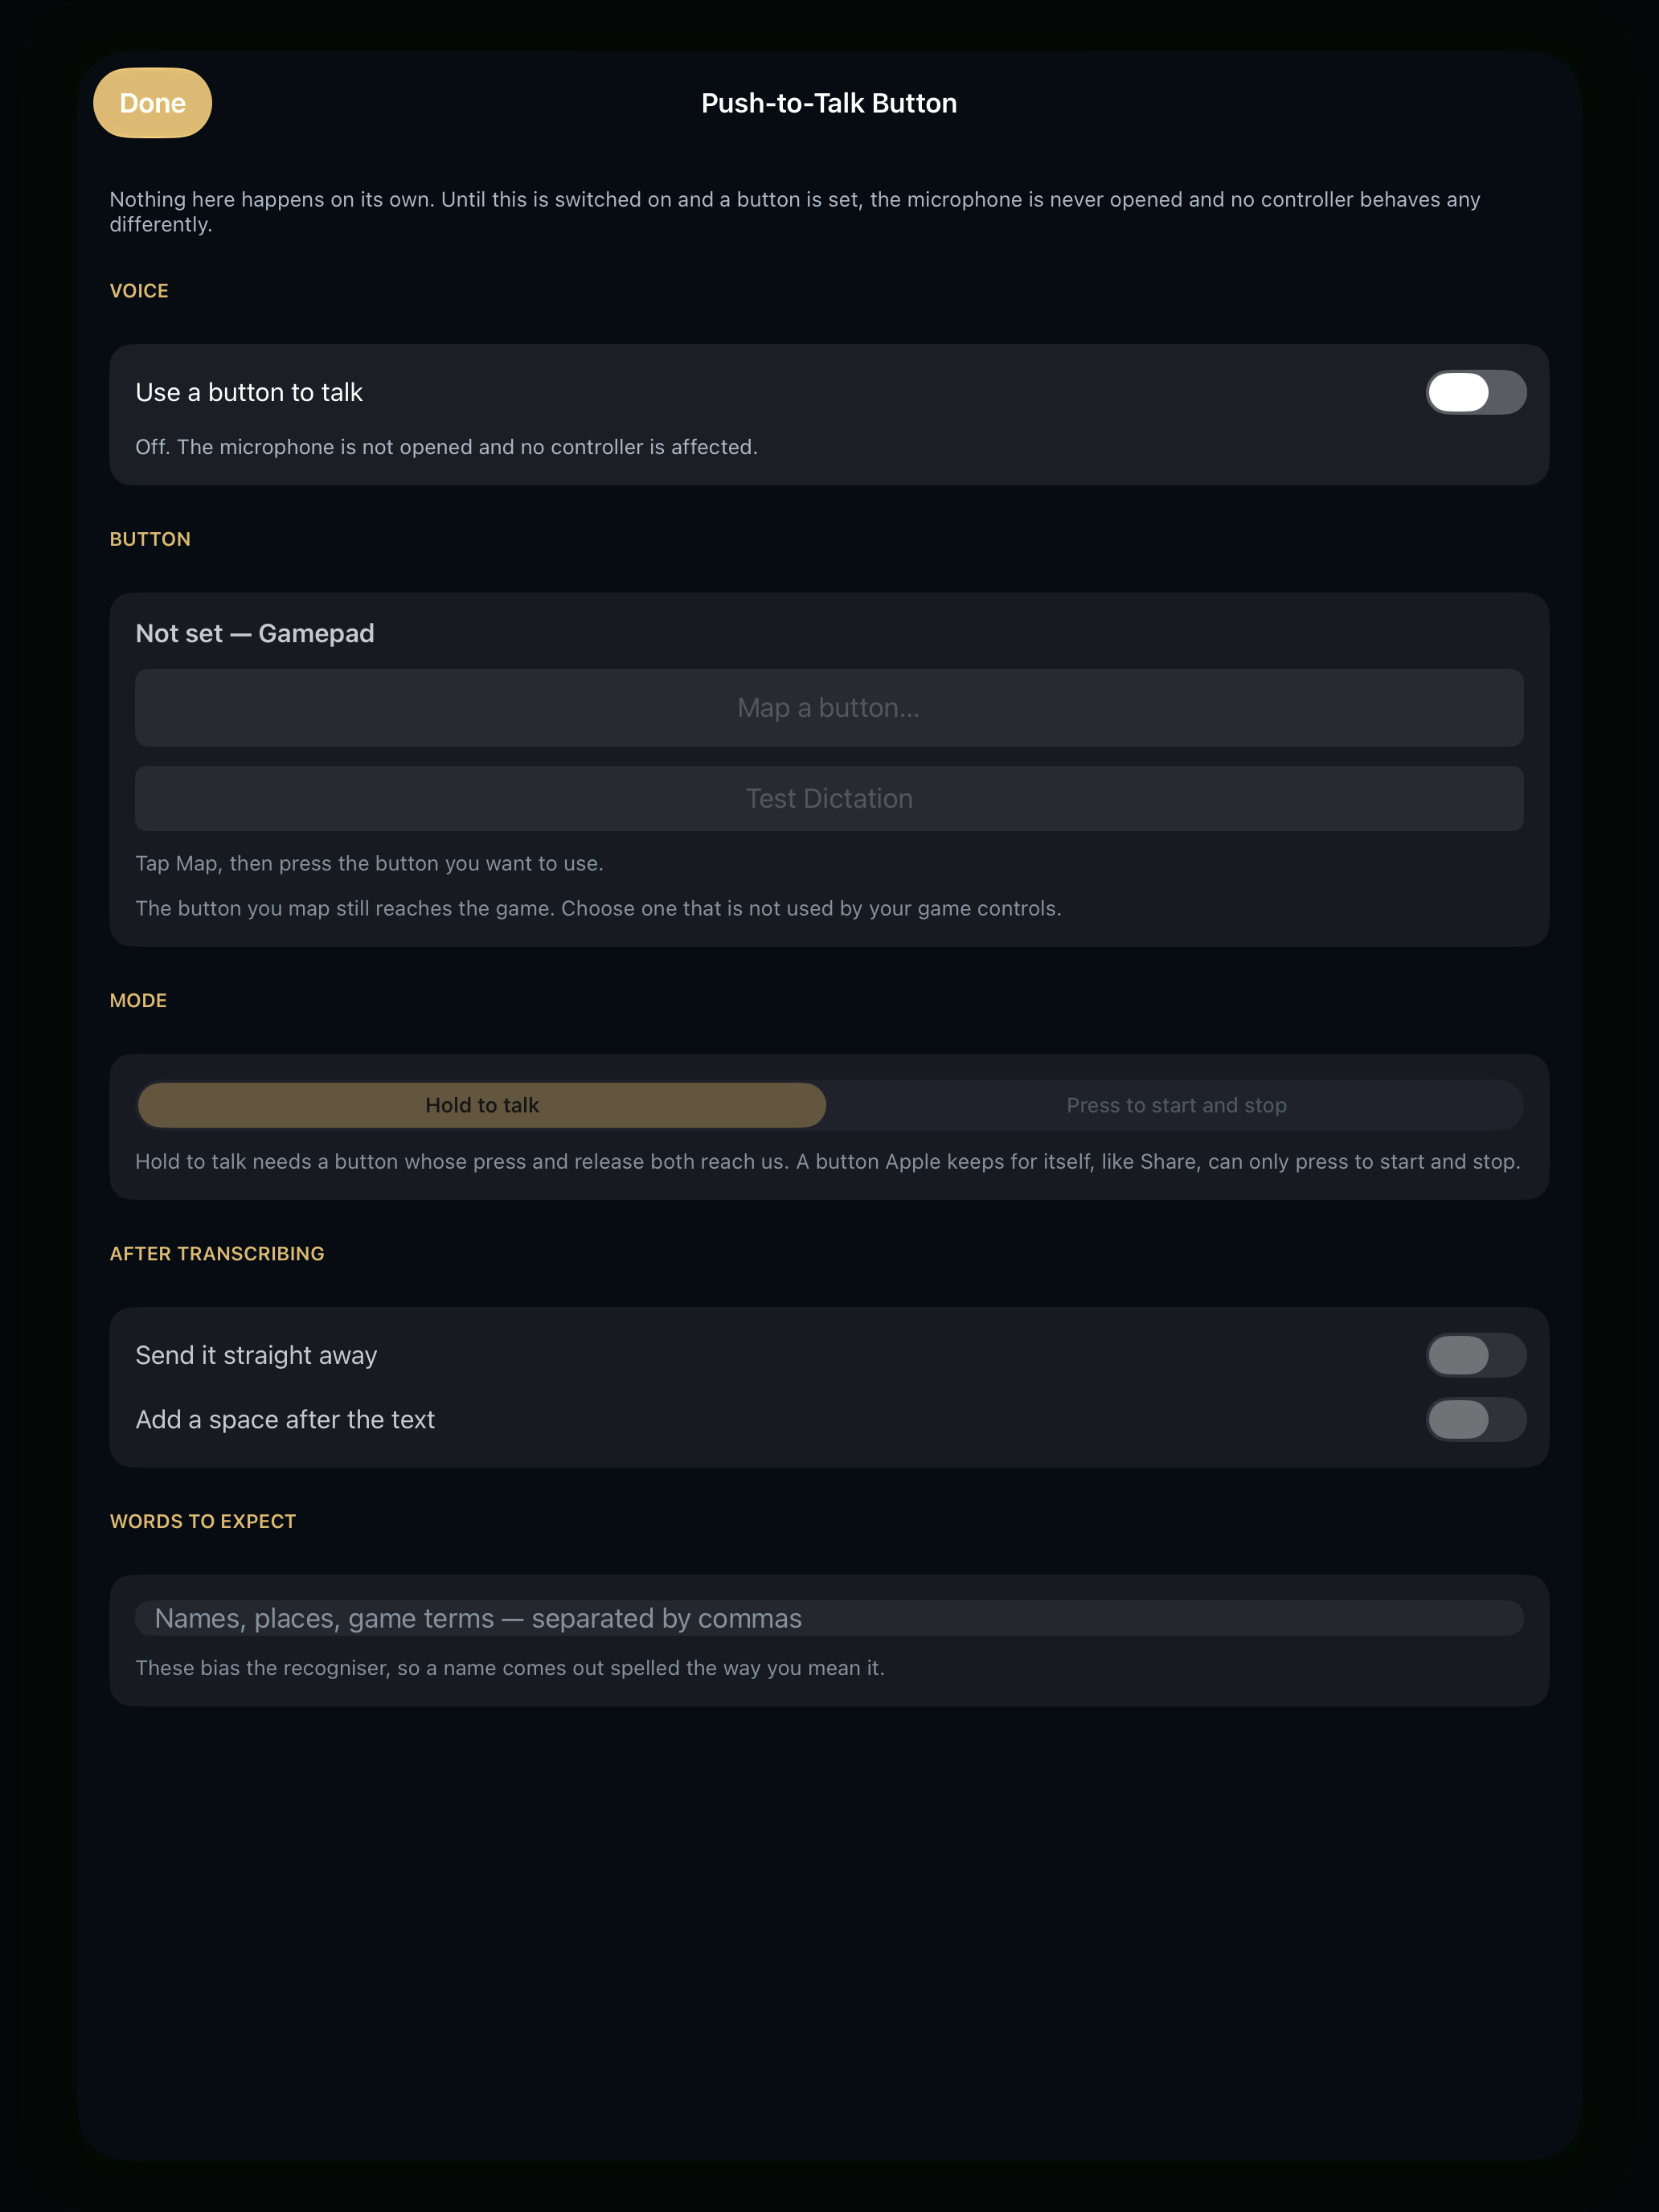 Done
Push-to-Talk Button
Nothing here happens on its own. Until this is switched on and a button is set, the microphone is never opened and no controller behaves any
differently.
VOICE
Use a button to talk
Off. The microphone is not opened and no controller is affected.
BUTTON
Not set — Gamepad
Map a button...
Test Dictation
Tap Map, then press the button you want to use.
The button you map still reaches the game. Choose one that is not used by your game controls.
MODE
Hold to talk
Press to start and stop
Hold to talk needs a button whose press and release both reach us. A button Apple keeps for itself, like Share, can only press to start and stop.
AFTER TRANSCRIBING
Send it straight away
Add a space after the text
WORDS TO EXPECT
Names, places, game terms — separated by commas
These bias the recogniser, so a name comes out spelled the way you mean it.